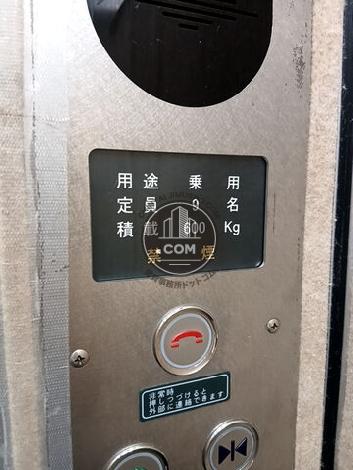 用途 乗用
定員 9 名
積載 600 Kg
禁煙
.COM
非常時
押しつづけると
外部に連絡できます